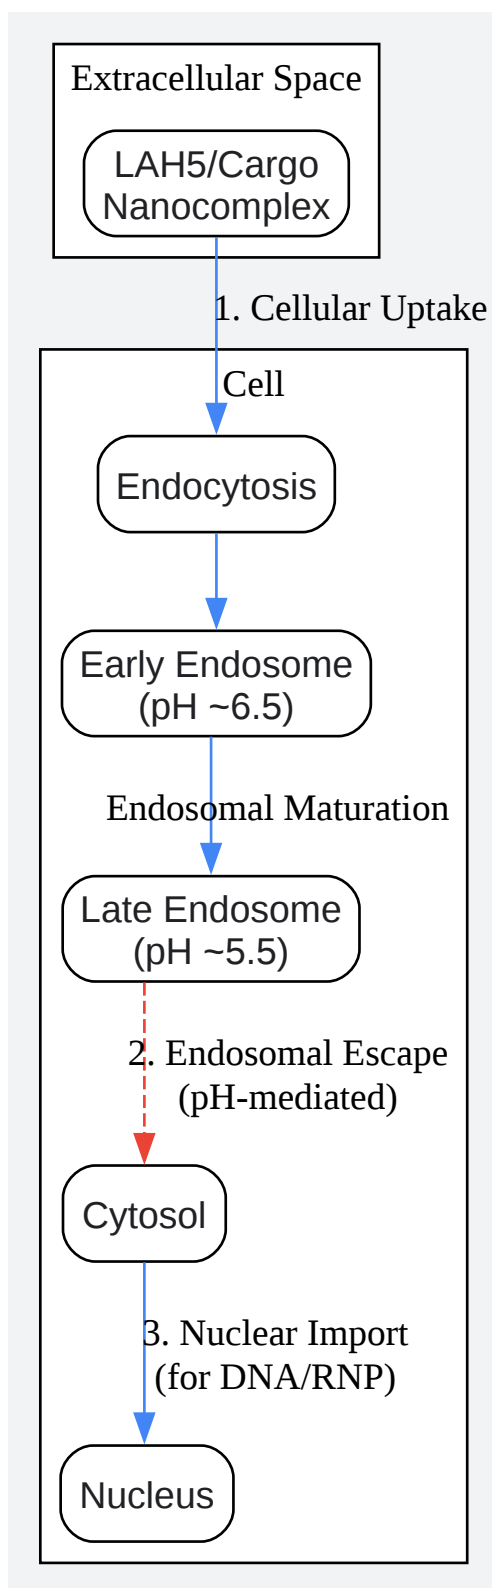 Extracellular Space
LAH5/Cargo
Nanocomplex
1. Cellular Uptake
Cell
Endocytosis
Early Endosome
(pH ~6.5)
Endosomal Maturation
Late Endosome
(pH ~5.5)
2. Endosomal Escape
(pH-mediated)
Cytosol
3. Nuclear Import
(for DNA/RNP)
Nucleus